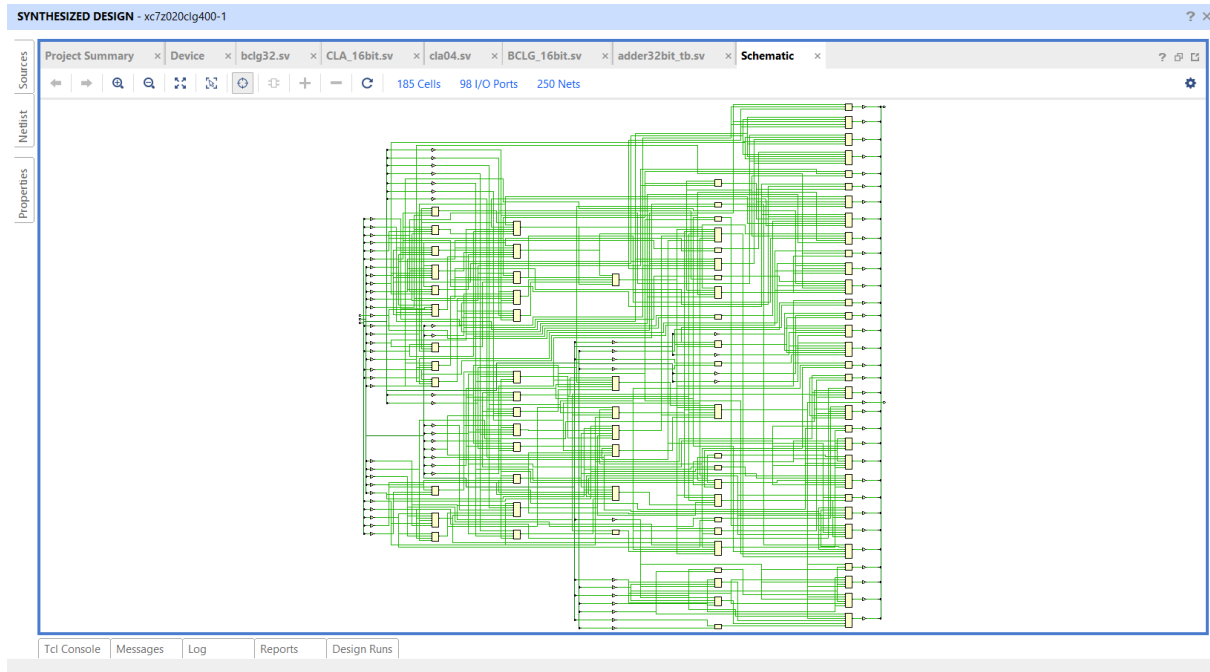 SYNTHESIZED DESIGN - xc7z020clg400-1
? ×
Sources
Netlist
Properties
Project Summary × Device × bclg32.sv × CLA_16bit.sv × cla04.sv × BCLG_16bit.sv × adder32bit_tb.sv × Schematic ×
?
185 Cells 98 I/O Ports 250 Nets
Tcl Console Messages Log Reports Design Runs